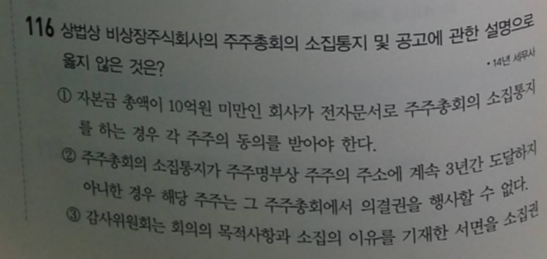 116 상법상 비상장주식회사의 주주총회의 소집통지 및 공고에 관한 설명으로
옳지 않은 것은?
• 14년 세무사
① 자본금 총액이 10억원 미만인 회사가 전자문서로 주주총회의 소집통지
를 하는 경우 각 주주의 동의를 받아야 한다.
② 주주총회의 소집통지가 주주명부상 주주의 주소에 계속 3년간 도달하지
아니한 경우 해당 주주는 그 주주총회에서 의결권을 행사할 수 없다.
③ 감사위원회는 회의의 목적사항과 소집의 이유를 기재한 서면을 소집권